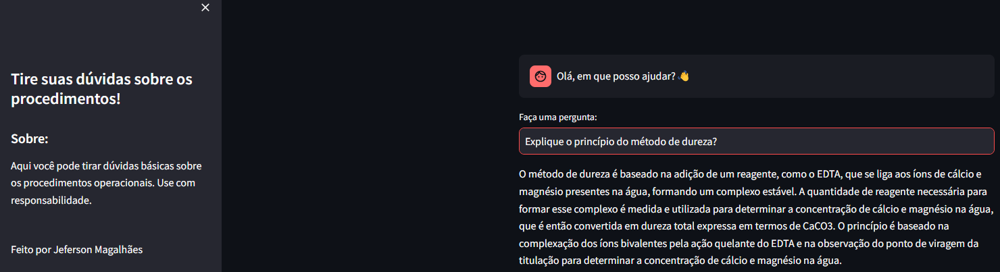 Tire suas dúvidas sobre os
procedimentos!
Sobre:
Aqui você pode tirar dúvidas básicas sobre
os procedimentos operacionais. Use com
responsabilidade.
Feito por Jeferson Magalhães
Olá, em que posso ajudar? 👋
Faça uma pergunta:
Explique o princípio do método de dureza?
O método de dureza é baseado na adição de um reagente, como o EDTA, que se liga aos íons de cálcio e
magnésio presentes na água, formando um complexo estável. A quantidade de reagente necessária para
formar esse complexo é medida e utilizada para determinar a concentração de cálcio e magnésio na água,
que é então convertida em dureza total expressa em termos de CaCO3. O princípio é baseado na
complexação dos íons bivalentes pela ação quelante do EDTA e na observação do ponto de viragem da
titulação para determinar a concentração de cálcio e magnésio na água.